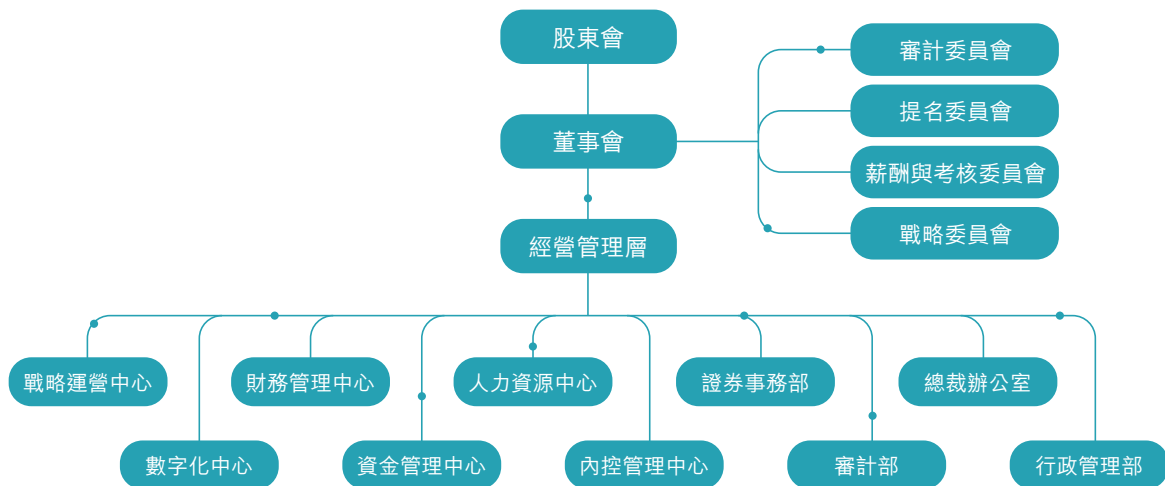 股東會
董事會
經營管理層
審計委員會
提名委員會
薪酬與考核委員會
戰略委員會
戰略運營中心
財務管理中心
人力資源中心
證券事務部
總裁辦公室
數字化中心
資金管理中心
內控管理中心
審計部
行政管理部